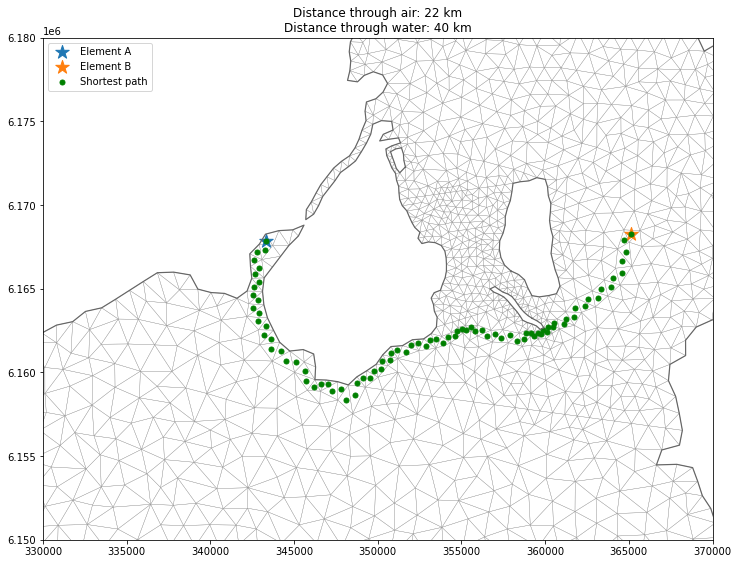 Distance through air: 22 km
Distance through water: 40 km
1e6
Element A
Element B
Shortest path
6.180
6.175
6.170
6.165
6.160
6.155
6.150
330000 335000 340000 345000 350000 355000 360000 365000 370000